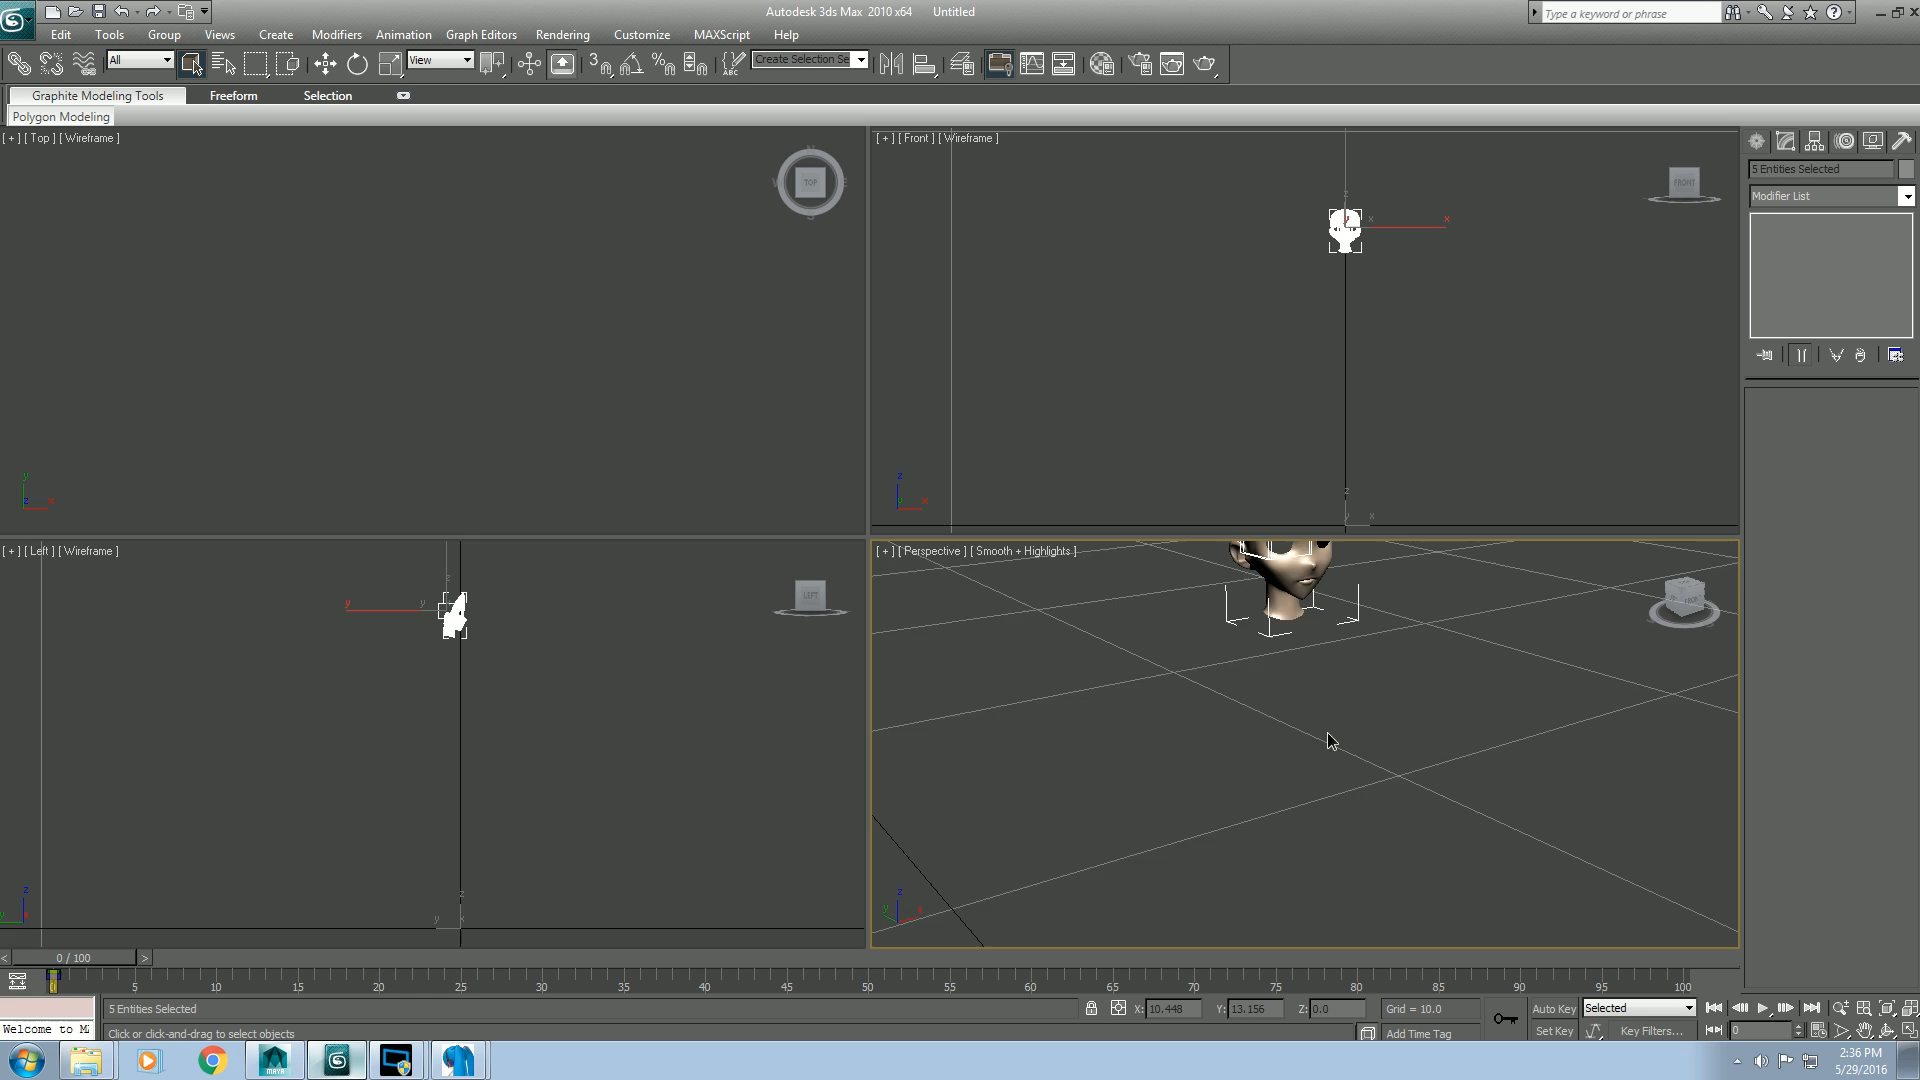 Autodesk 3ds Max 2010 x64 Untitled
Type a keyword or phrase
Edit Tools Group Views Create Modifiers Animation Graph Editors Rendering Customize MAXScript Help
All View Create Selection Se
Graphite Modeling Tools Freeform Selection
Polygon Modeling
[ + ] [ Top ] [ Wireframe ]
[ + ] [ Front ] [ Wireframe ]
TOP
FRONT
5 Entities Selected
Modifier List
[ + ] [ Left ] [ Wireframe ]
[ + ] [ Perspective ] [ Smooth + Highlights ]
LEFT
FRONT
< 0 / 100 >
0 5 10 15 20 25 30 35 40 45 50 55 60 65 70 75 80 85 90 95 100
5 Entities Selected X: 10.448 Y: 13.156 Z: 0.0 Grid = 10.0 Auto Key Selected
Welcome to M
Click or click-and-drag to select objects Add Time Tag Set Key Key Filters... 0
MAYA
2:36 PM
5/29/2016